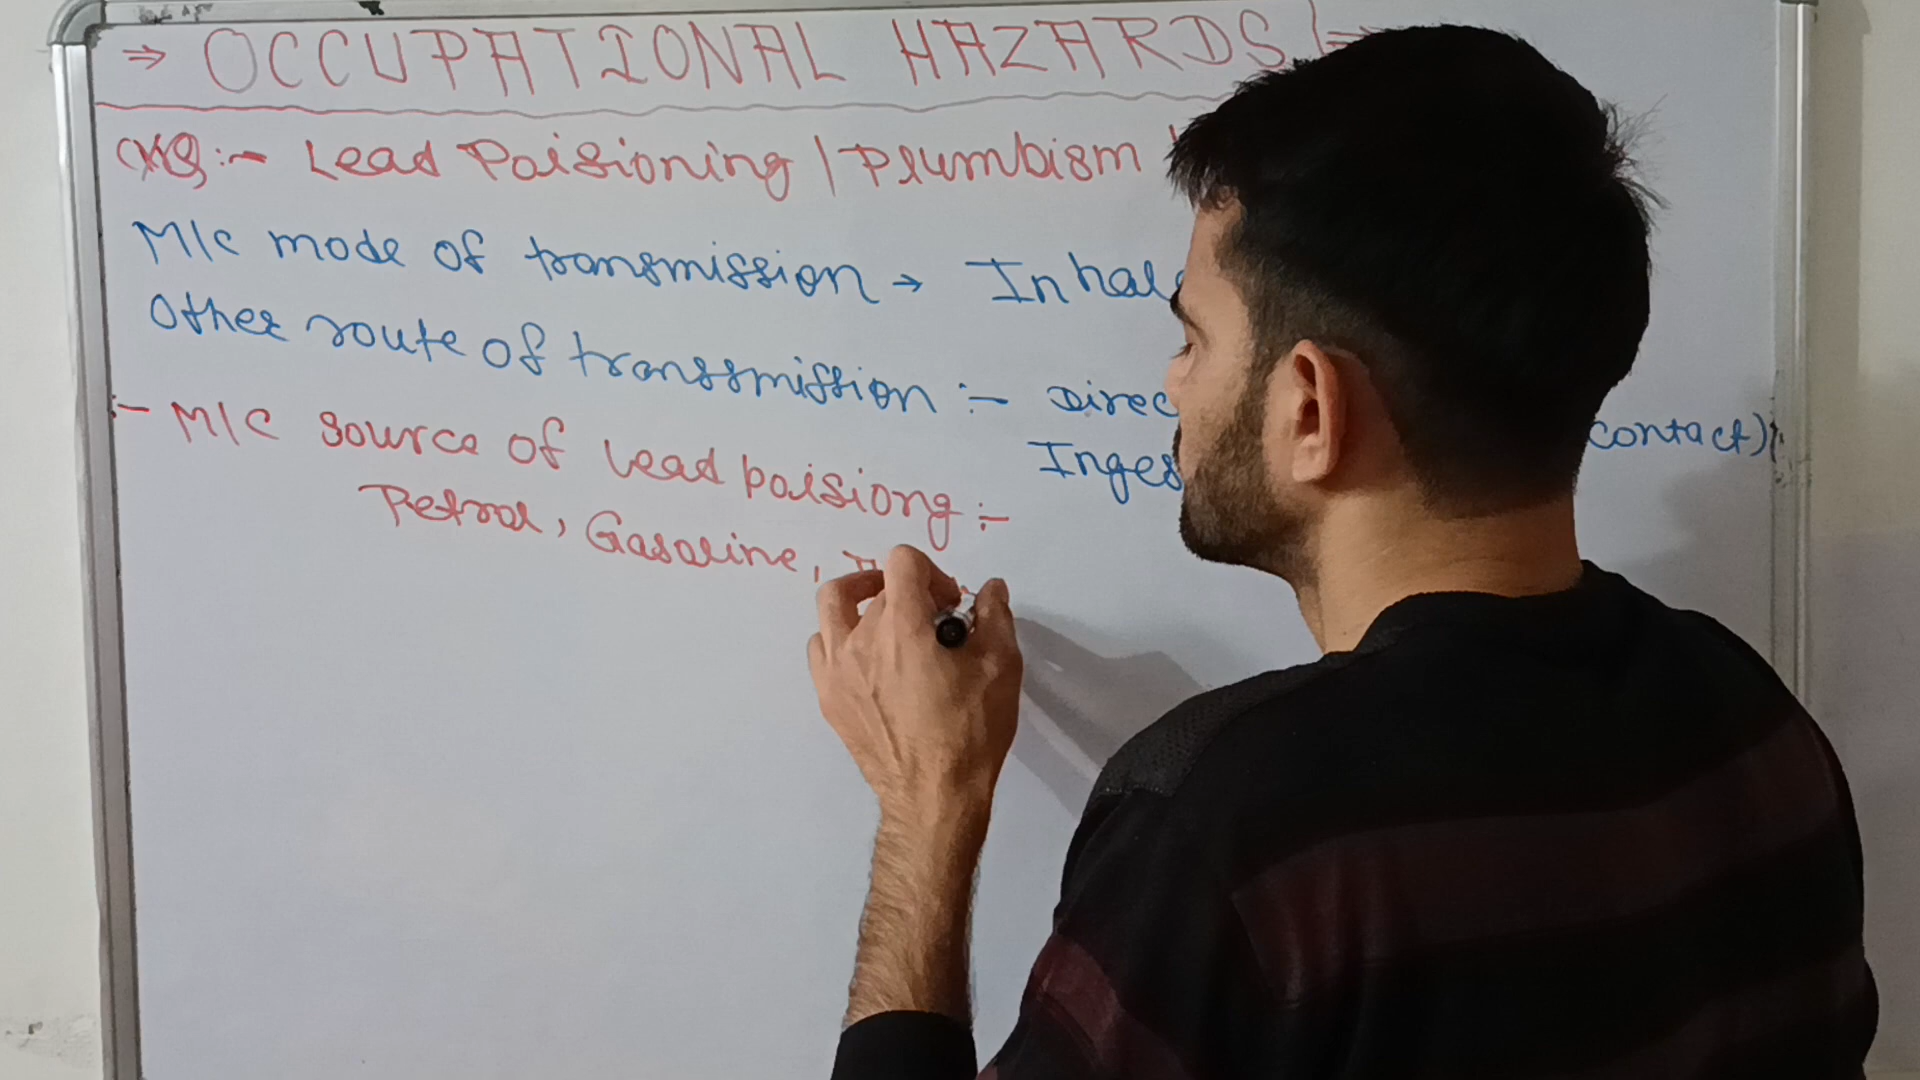 ⇒ OCCUPATIONAL HAZARDS
:- Lead Poisioning / Plumbism
M/C mode of transmission → Inhal
Other route of transsmission :- Direc
Inges contact)
:- M/C source of Lead poisiong :-
Petrol, Gasoline,